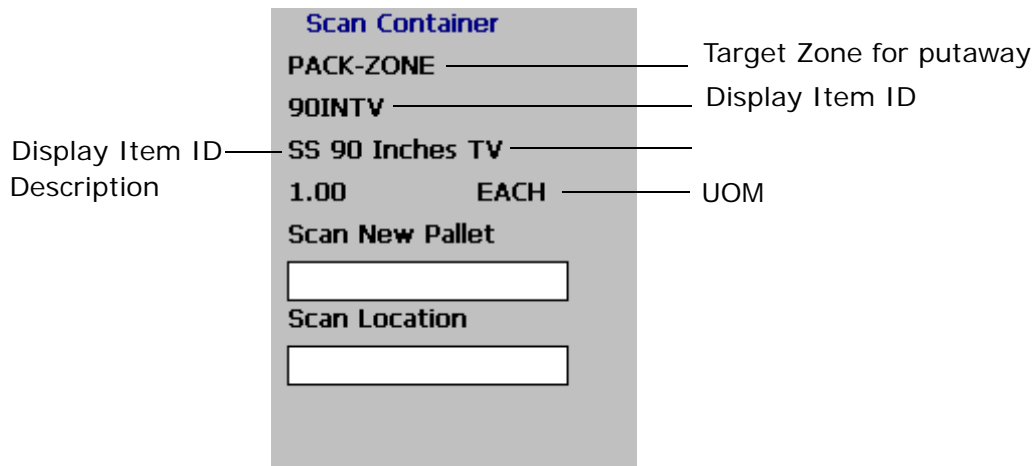 Scan Container
PACK-ZONE
Target Zone for putaway
90INTV
Display Item ID
Display Item ID
Description
SS 90 Inches TV
1.00 EACH
UOM
Scan New Pallet
Scan Location